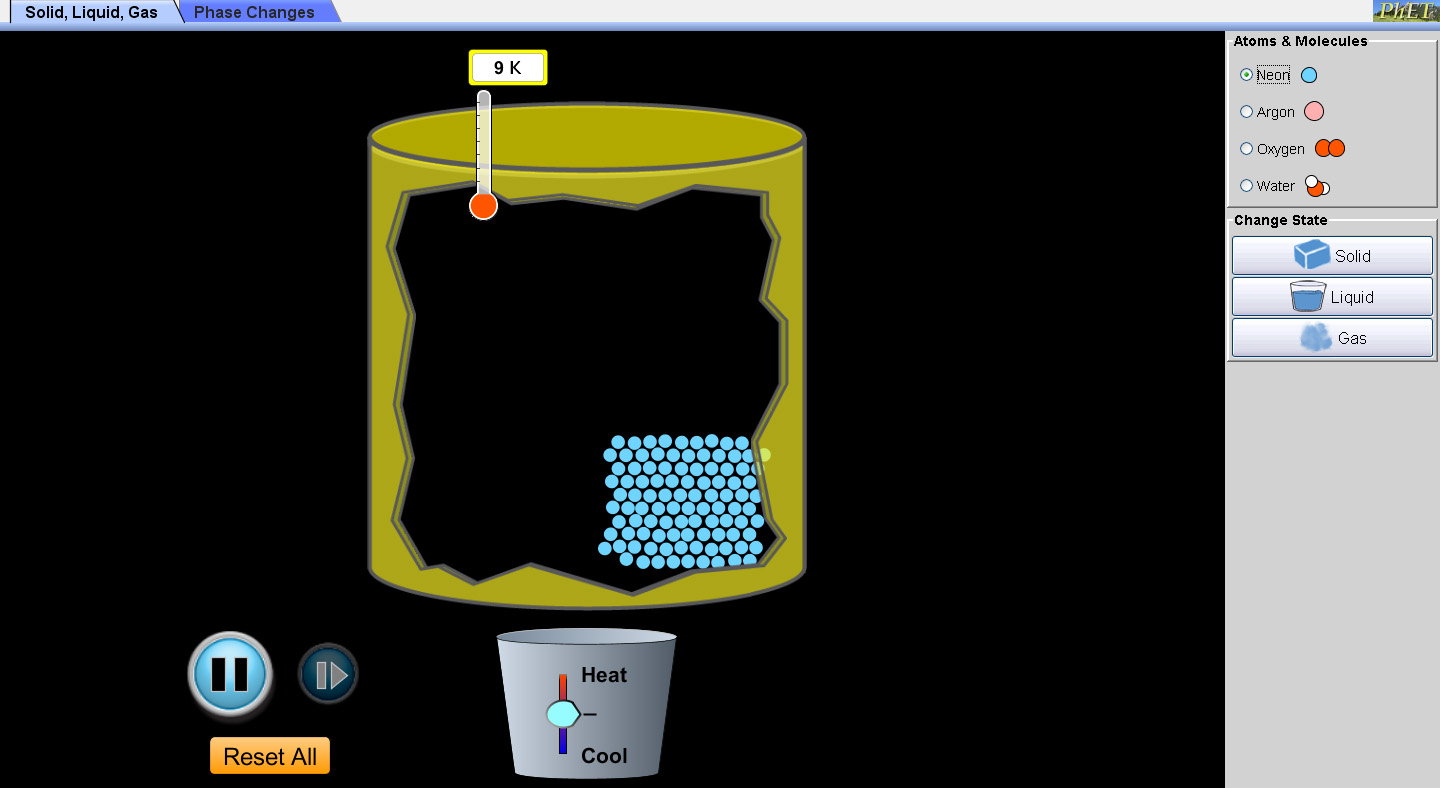 Solid, Liquid, Gas
Phase Changes
PhET
9 K
Atoms & Molecules
Neon
Argon
Oxygen
Water
Change State
Solid
Liquid
Gas
Heat
Cool
Reset All